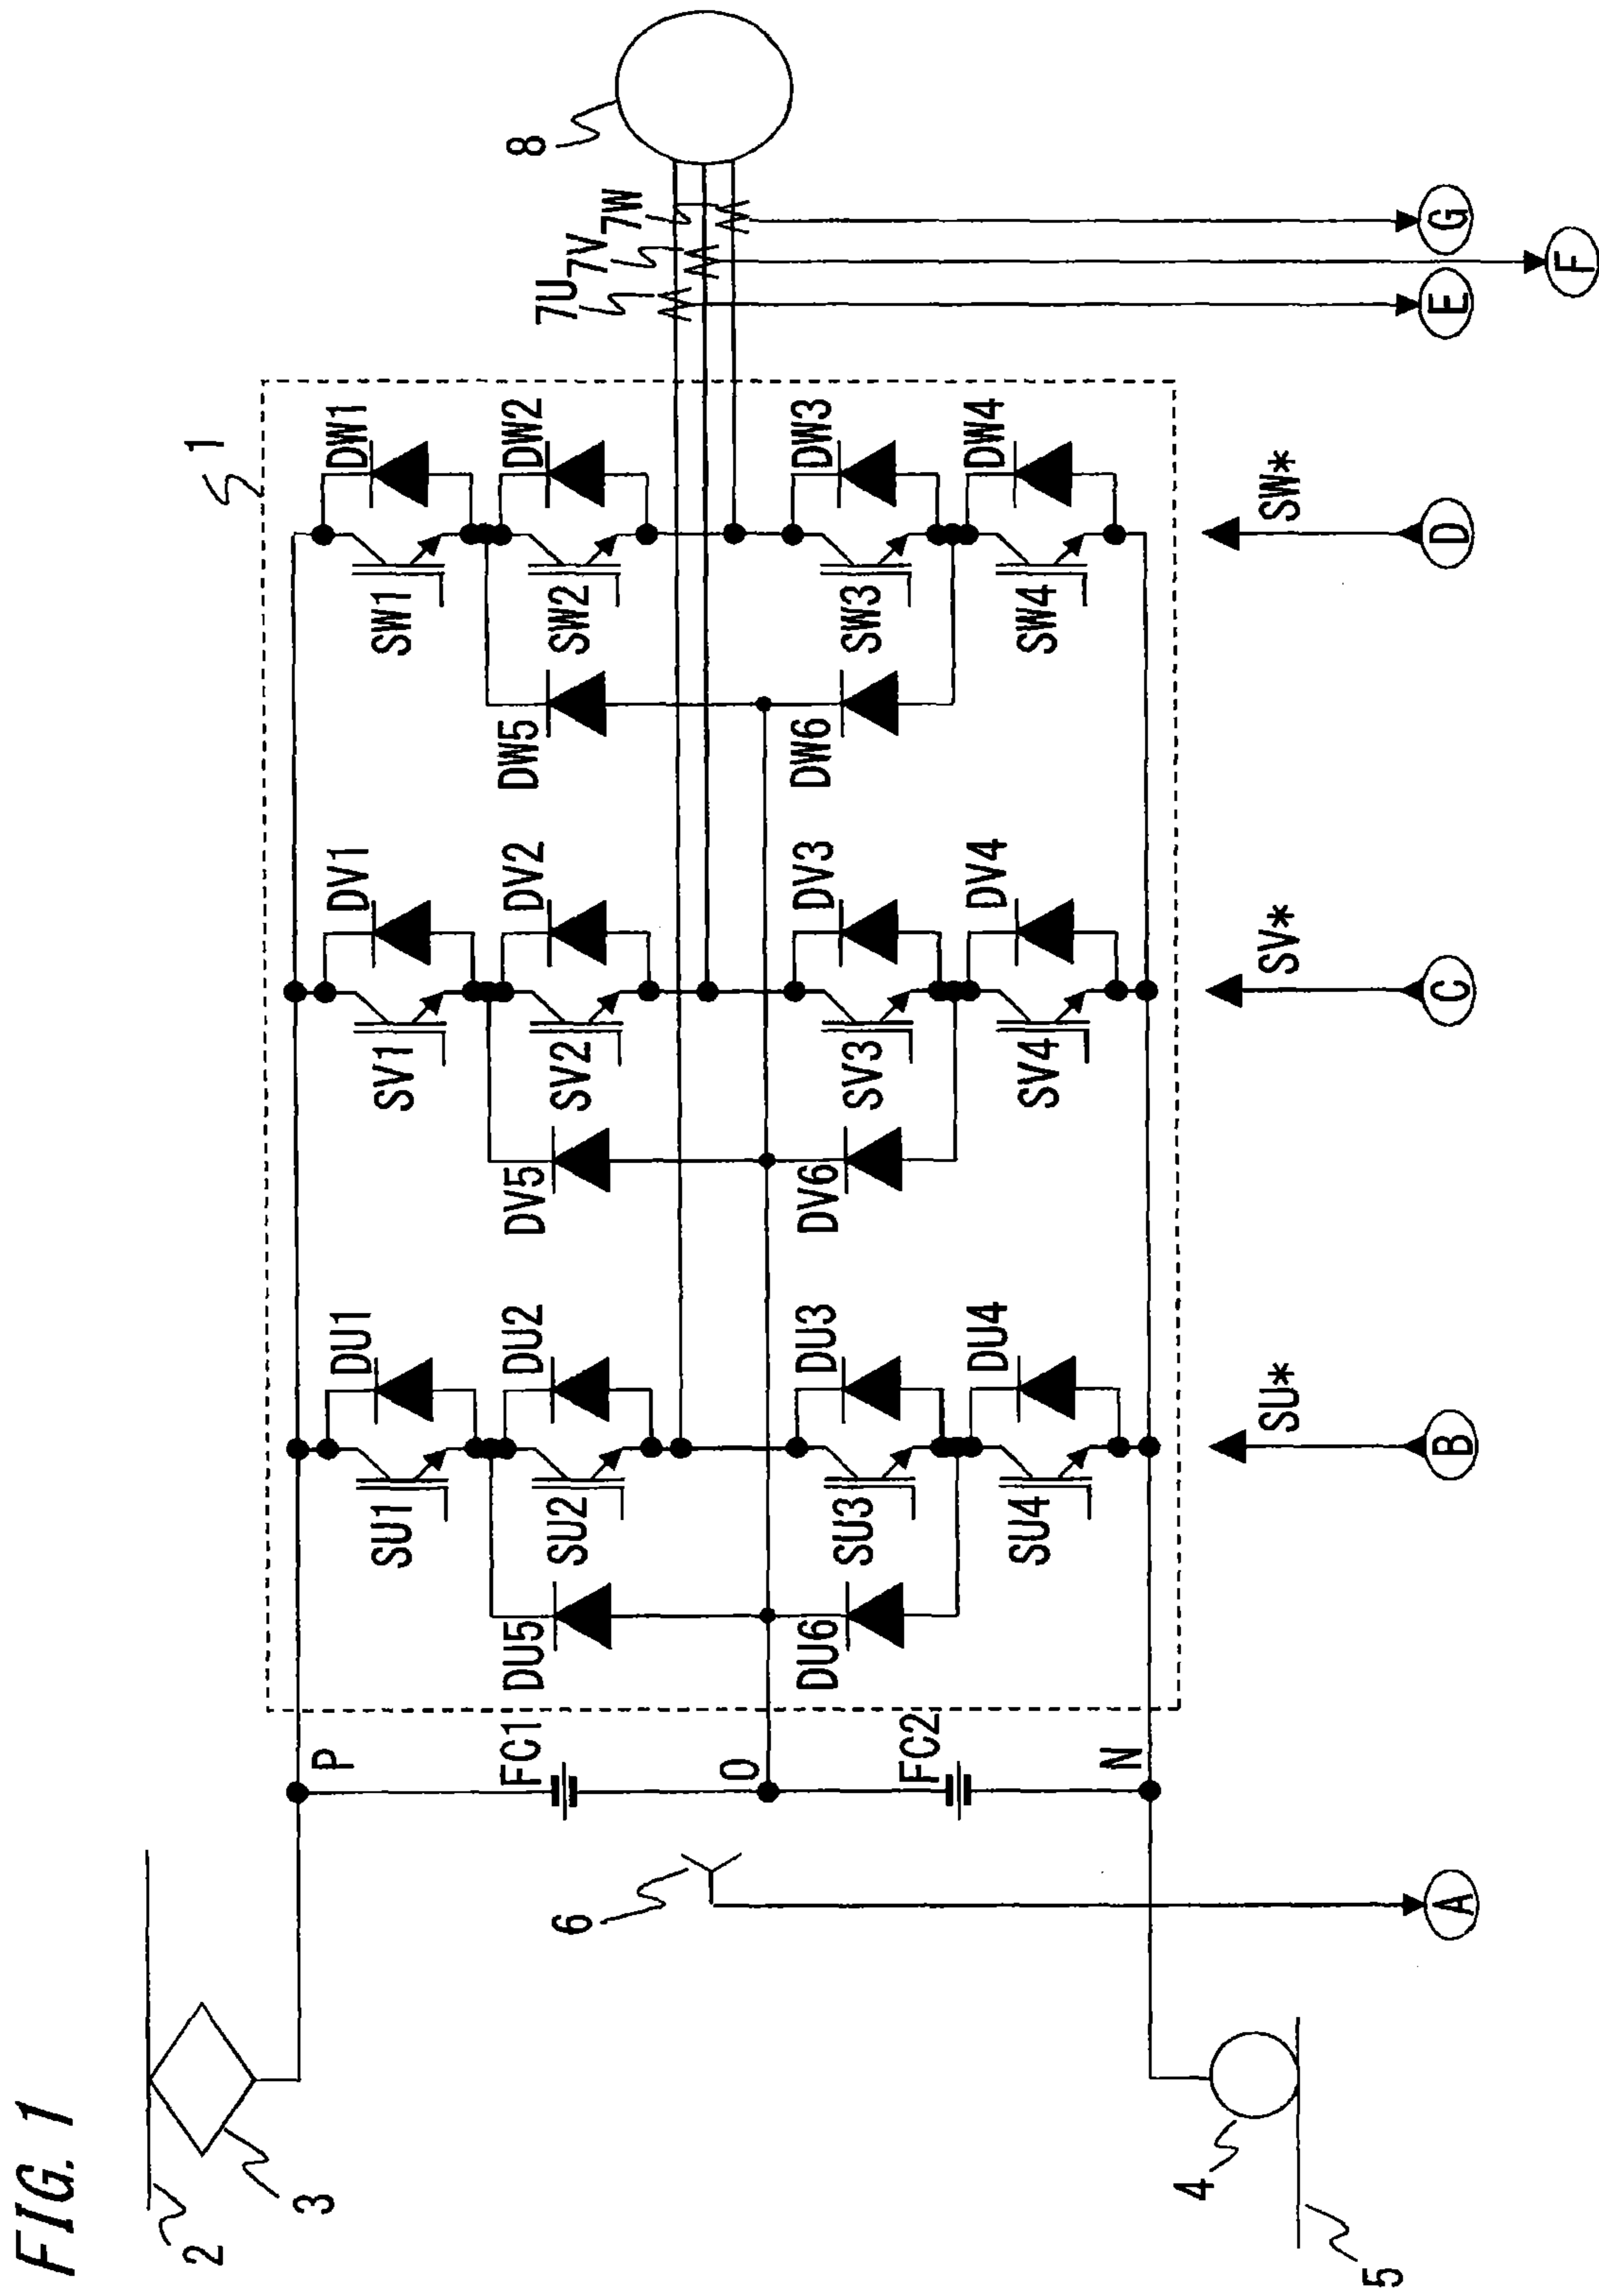 FIG. 1
1
2
3
4
5
6
7U
7V
7W
8
P
O
N
FC1
FC2
DU1
DU2
DU3
DU4
DU5
DU6
SU1
SU2
SU3
SU4
DV1
DV2
DV3
DV4
DV5
DV6
SV1
SV2
SV3
SV4
DW1
DW2
DW3
DW4
DW5
DW6
SW1
SW2
SW3
SW4
SU*
SV*
SW*
A
B
C
D
E
F
G